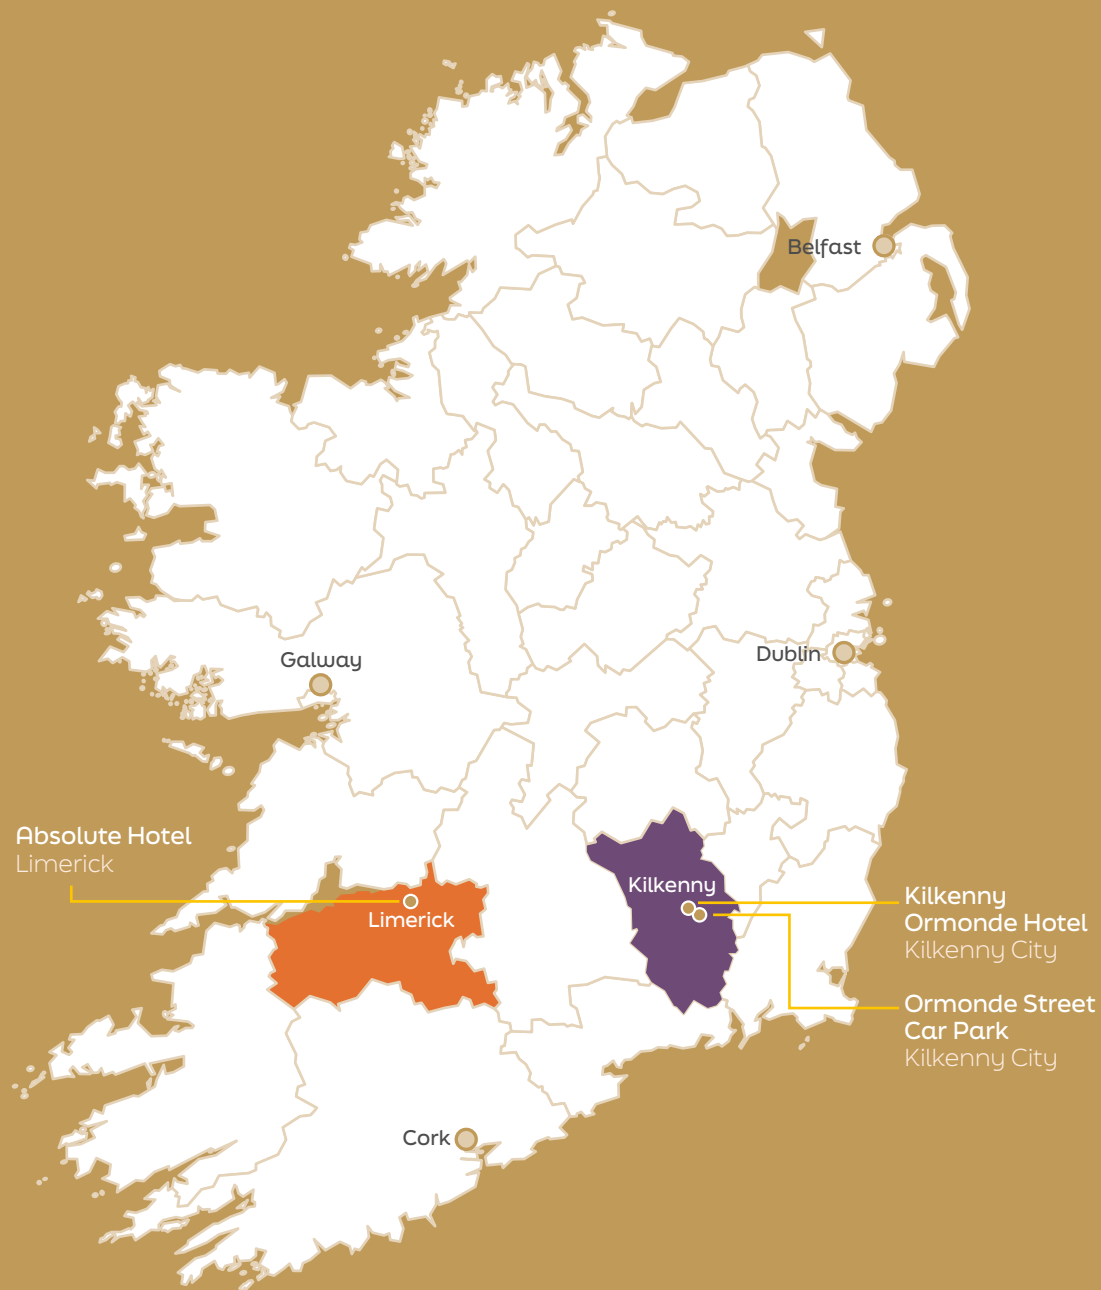 Belfast
Dublin
Galway
Absolute Hotel
Limerick
Limerick
Kilkenny
Kilkenny
Ormonde Hotel
Kilkenny City
Ormonde Street
Car Park
Kilkenny City
Cork